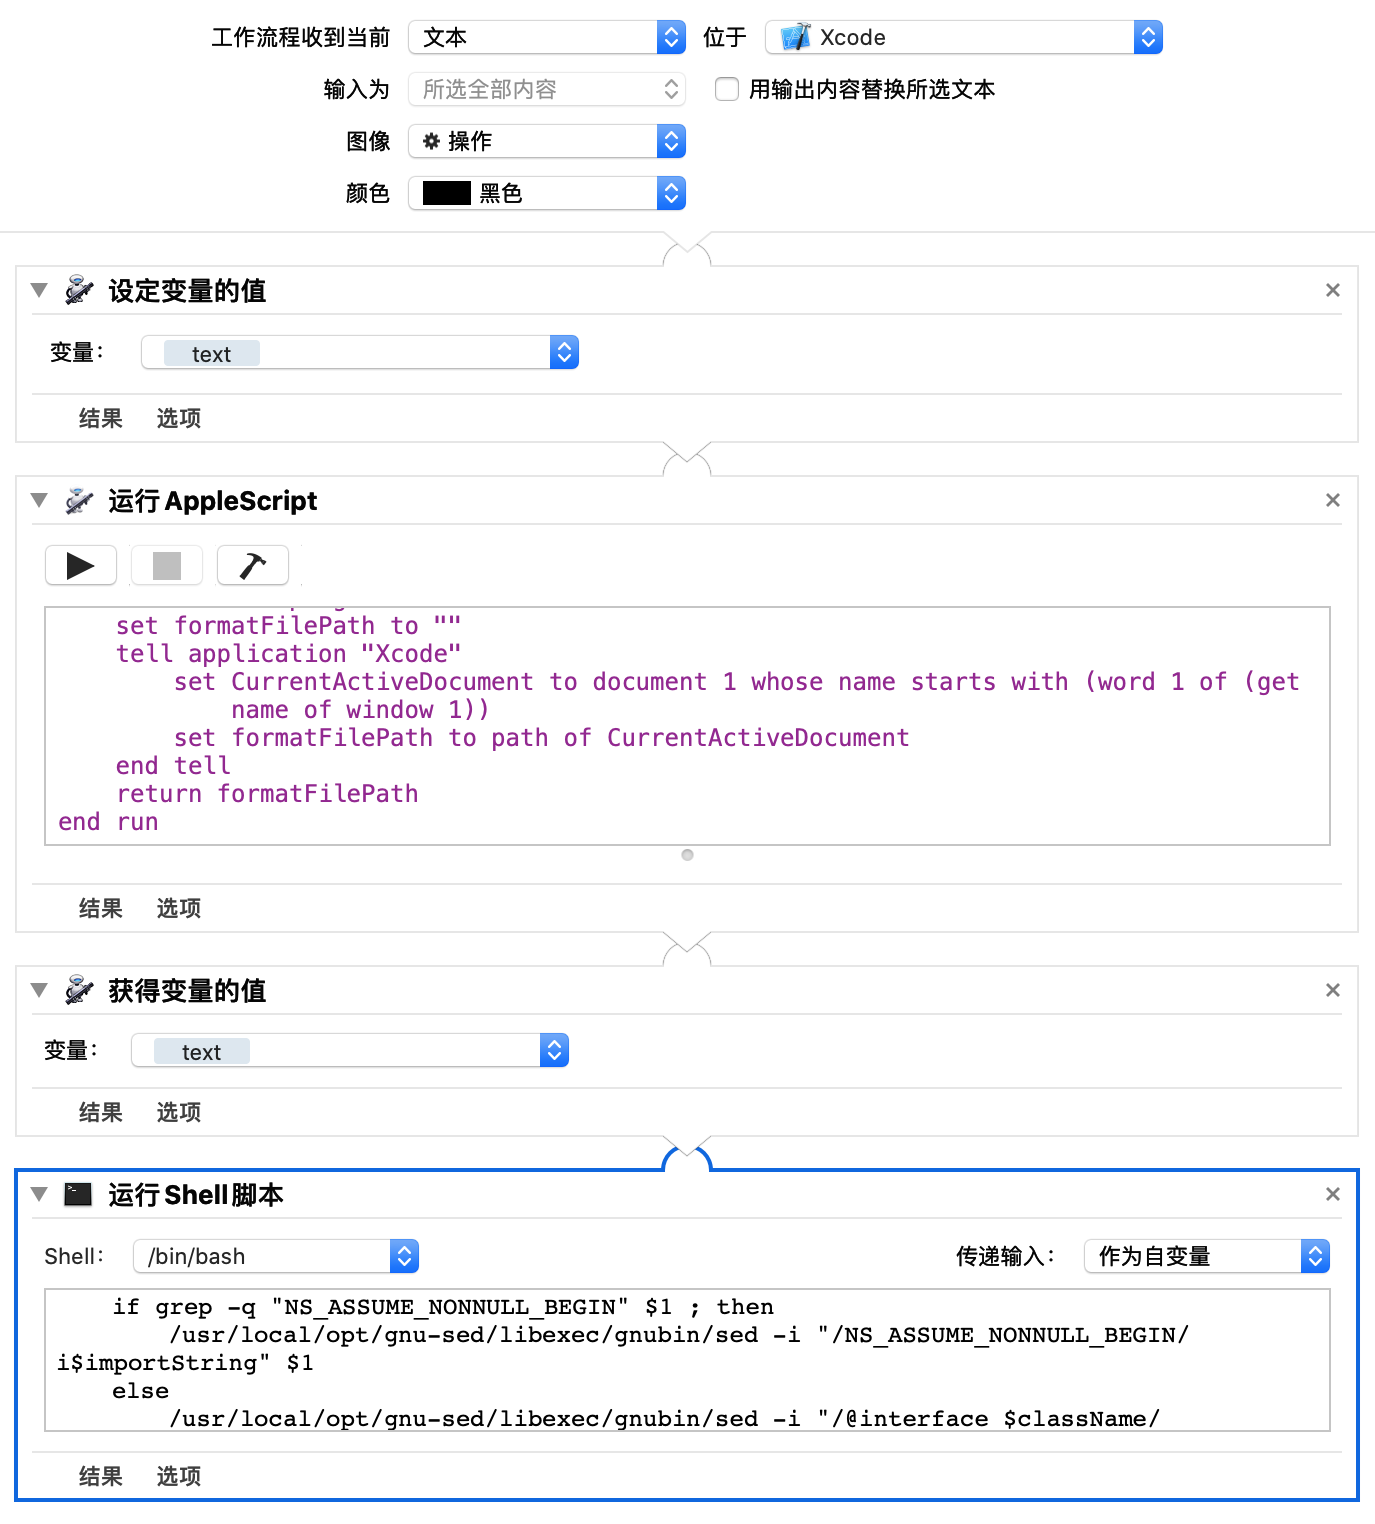 工作流程收到当前 文本 位于 Xcode
输入为 所选全部内容 用输出内容替换所选文本
图像 操作
颜色 黑色
设定变量的值
变量： text
结果 选项
运行 AppleScript
set formatFilePath to ""
tell application "Xcode"
set CurrentActiveDocument to document 1 whose name starts with (word 1 of (get
name of window 1))
set formatFilePath to path of CurrentActiveDocument
end tell
return formatFilePath
end run
结果 选项
获得变量的值
变量： text
结果 选项
运行 Shell 脚本
Shell： /bin/bash 传递输入： 作为自变量
if grep -q "NS_ASSUME_NONNULL_BEGIN" $1 ; then
/usr/local/opt/gnu-sed/libexec/gnubin/sed -i "/NS_ASSUME_NONNULL_BEGIN/
i$importString" $1
else
/usr/local/opt/gnu-sed/libexec/gnubin/sed -i "/@interface $className/
结果 选项